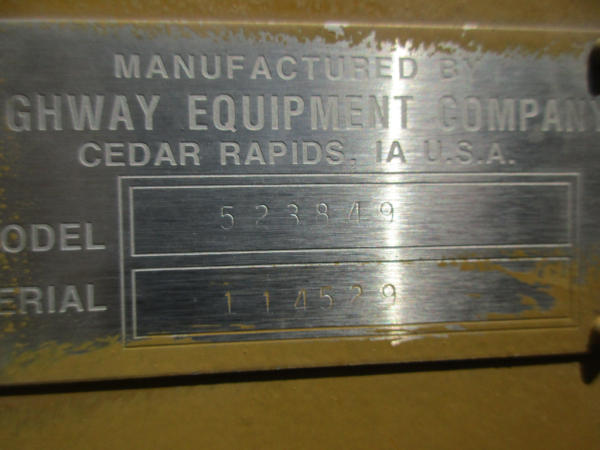 MANUFACTURED BY
GHWAY EQUIPMENT COMPANY
CEDAR RAPIDS, IA U.S.A.
ODEL 523849
ERIAL 114529